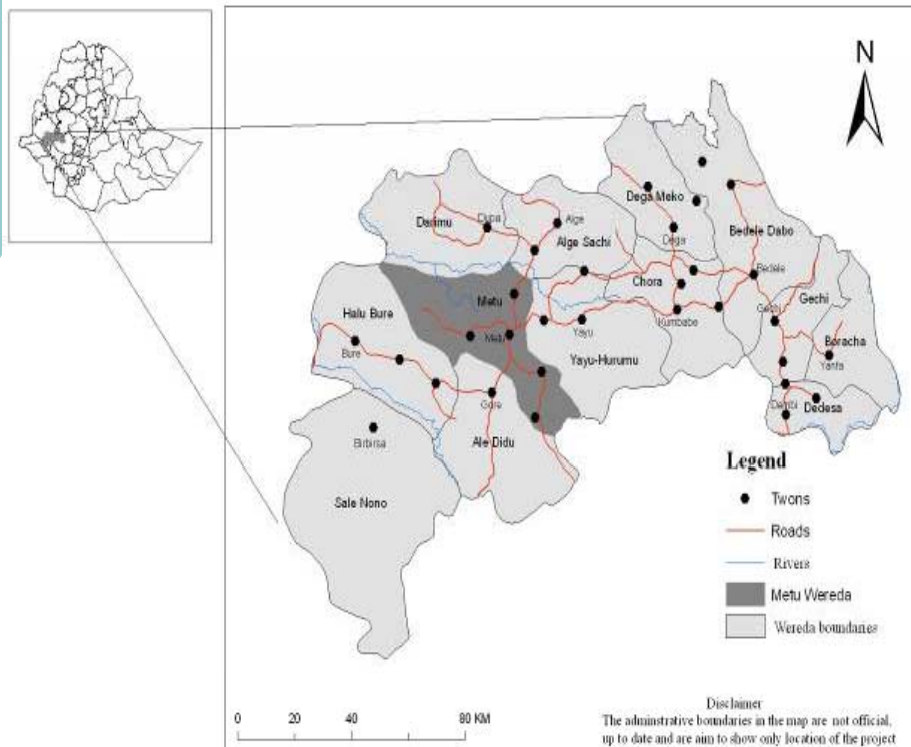 N
Dega Meko
Darimu
Dupa
Alge
Alge Sachi
Dega
Bedele Dabo
Bedele
Chora
Gechi
Metu
Halu Bure
Gechi
Metu
Yayu
Kumbabe
Boracha
Bure
Yanfa
Yayu-Hurumu
Gore
Dembi
Dedesa
Birbirsa
Ale Didu
Sale Nono
Legend
Twons
Roads
Rivers
Metu Wereda
Wereda boundaries
0 20 40 80 KM
Disclaimer
The adminstrative boundaries in the map are not official,
up to date and are aim to show only location of the project